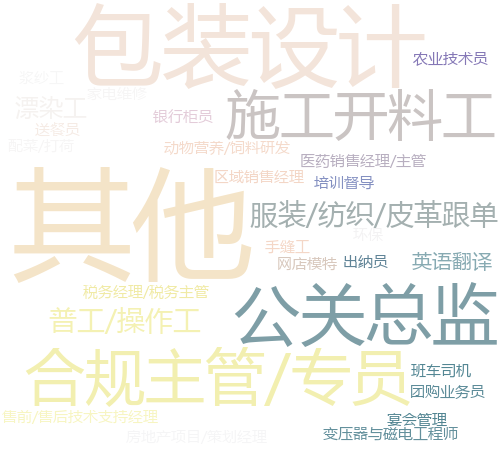 包装设计
农业技术员
浆纱工
家电维修
漂染工
银行柜员
施工开料工
送餐员
配菜/打荷
动物营养/饲料研发
医药销售经理/主管
区域销售经理
培训督导
其他
服装/纺织/皮革跟单
环保
手缝工
网店模特
出纳员
英语翻译
税务经理/税务主管
公关总监
普工/操作工
合规主管/专员
班车司机
团购业务员
售前/售后技术支持经理
宴会管理
房地产项目/策划经理
变压器与磁电工程师